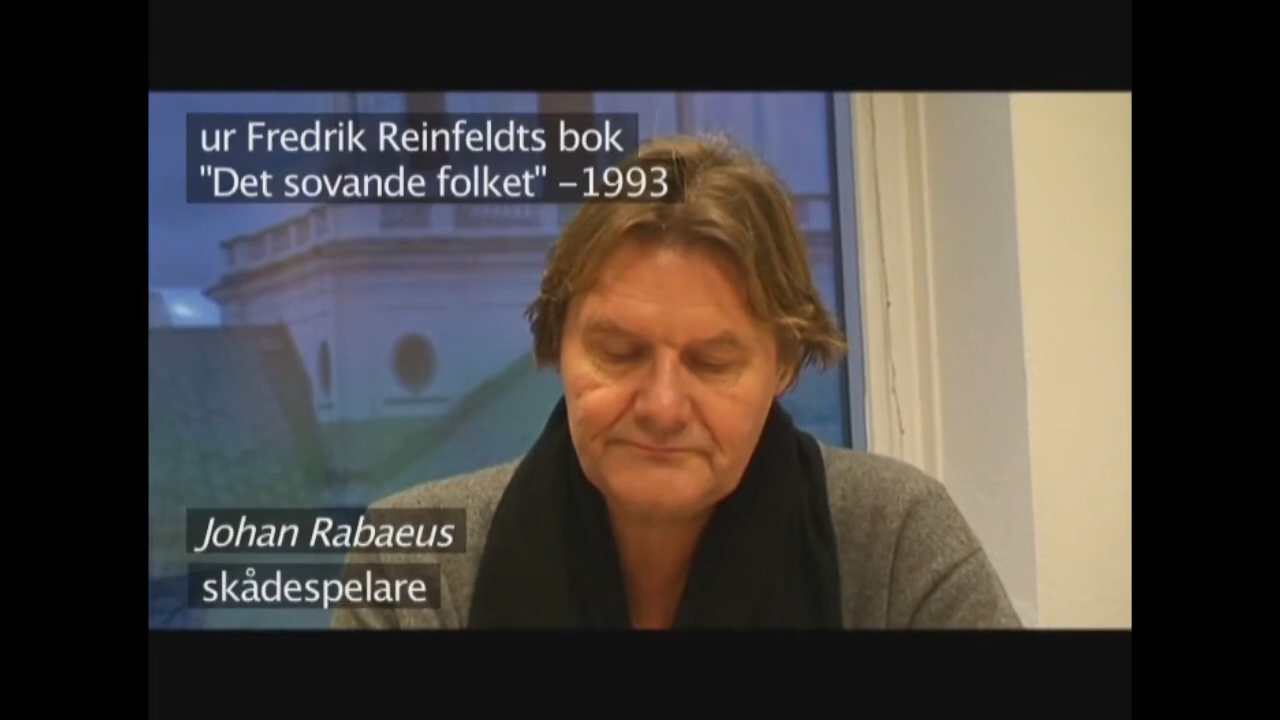 ur Fredrik Reinfeldts bok
"Det sovande folket" –1993
Johan Rabaeus
skådespelare